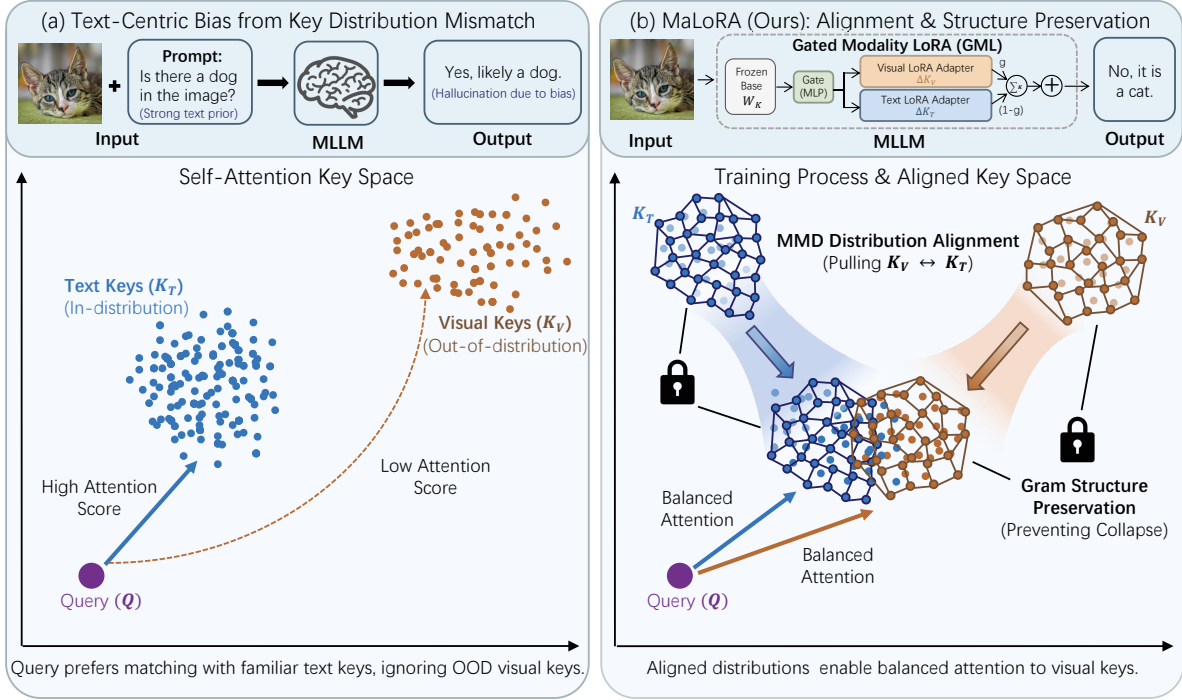 (a) Text-Centric Bias from Key Distribution Mismatch
Prompt:
Is there a dog
in the image?
(Strong text prior)
Yes, likely a dog.
(Hallucination due to bias)
Input
MLLM
Output
Self-Attention Key Space
Text Keys (K_T)
(In-distribution)
Visual Keys (K_V)
(Out-of-distribution)
High Attention
Score
Low Attention
Score
Query (Q)
Query prefers matching with familiar text keys, ignoring OOD visual keys.
(b) MaLoRA (Ours): Alignment & Structure Preservation
Gated Modality LoRA (GML)
Frozen
Base
W_K
Gate
(MLP)
Visual LoRA Adapter
ΔK_V
Text LoRA Adapter
ΔK_T
g
(1-g)
Σ_K
+
No, it is
a cat.
Input
MLLM
Output
Training Process & Aligned Key Space
K_T
K_V
MMD Distribution Alignment
(Pulling K_V ↔ K_T)
Gram Structure
Preservation
(Preventing Collapse)
Balanced
Attention
Balanced
Attention
Query (Q)
Aligned distributions enable balanced attention to visual keys.